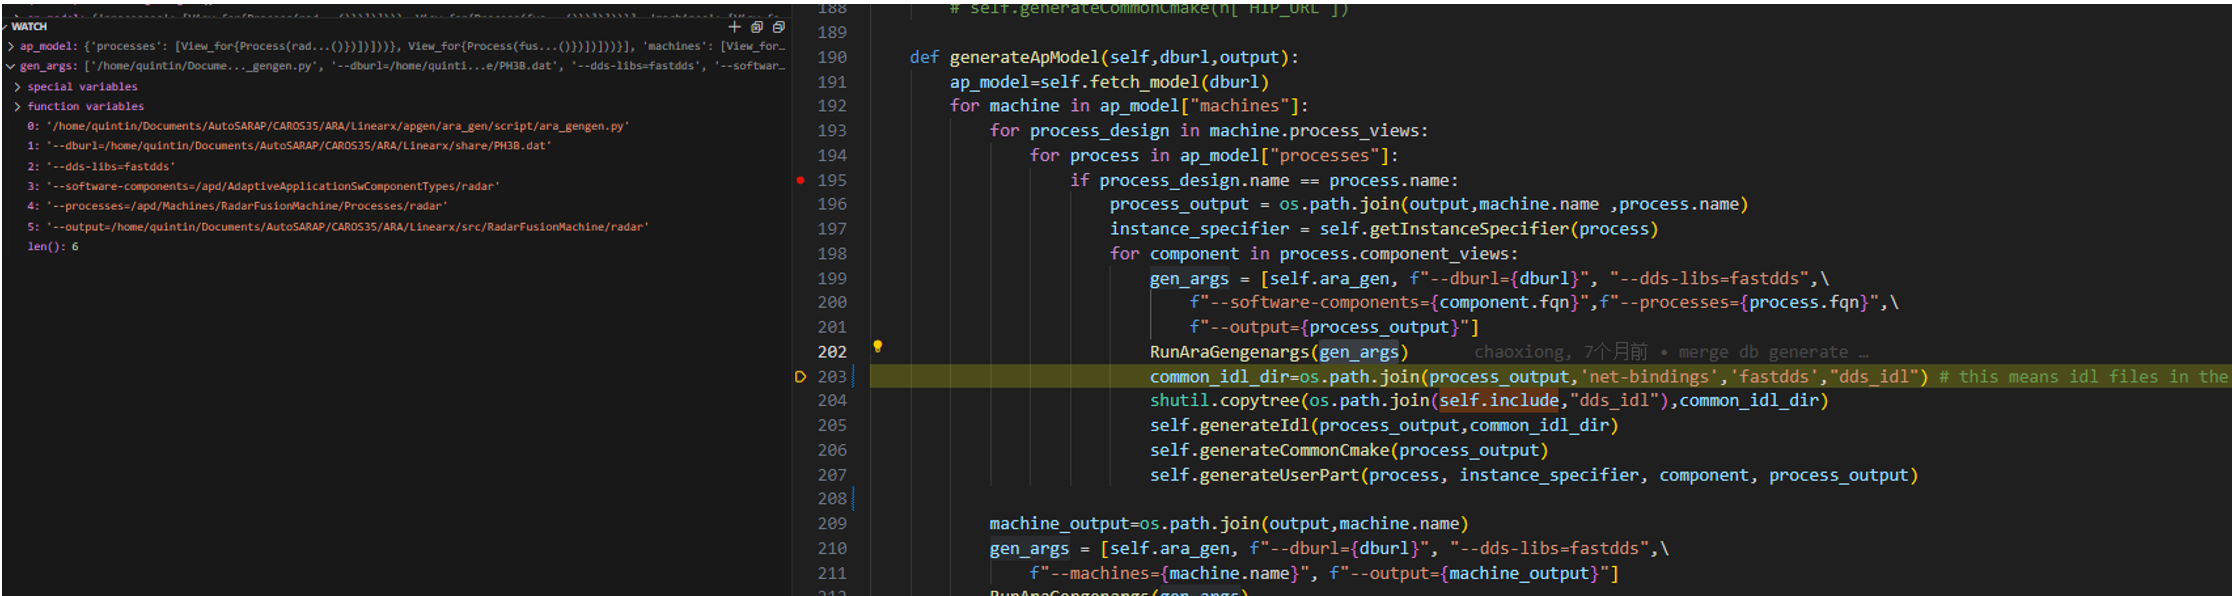 WATCH
ap_model: {'processes': [View_for{Process(rad...()})])]))}, View_for{Process(fus...()})])]))}], 'machines': [View_for...
gen_args: ['/home/quintin/Docume..._gengen.py', '--dburl=/home/quinti...e/PH3B.dat', '--dds-libs=fastdds', '--softwar...
special variables
function variables
0: '/home/quintin/Documents/AutoSARAP/CAROS35/ARA/Linearx/apgen/ara_gen/script/ara_gengen.py'
1: '--dburl=/home/quintin/Documents/AutoSARAP/CAROS35/ARA/Linearx/share/PH3B.dat'
2: '--dds-libs=fastdds'
3: '--software-components=/apd/AdaptiveApplicationSwComponentTypes/radar'
4: '--processes=/apd/Machines/RadarFusionMachine/Processes/radar'
5: '--output=/home/quintin/Documents/AutoSARAP/CAROS35/ARA/Linearx/src/RadarFusionMachine/radar'
len(): 6
188 # self.generateCommonCmake(h["HIP_URL"])
189
190 def generateApModel(self,dburl,output):
191 ap_model=self.fetch_model(dburl)
192 for machine in ap_model["machines"]:
193 for process_design in machine.process_views:
194 for process in ap_model["processes"]:
195 if process_design.name == process.name:
196 process_output = os.path.join(output,machine.name ,process.name)
197 instance_specifier = self.getInstanceSpecifier(process)
198 for component in process.component_views:
199 gen_args = [self.ara_gen, f"--dburl={dburl}", "--dds-libs=fastdds",\
200 f"--software-components={component.fqn}",f"--processes={process.fqn}",\
201 f"--output={process_output}"]
202 RunAraGengenargs(gen_args) chaoxiong, 7个月前 • merge db generate …
203 common_idl_dir=os.path.join(process_output,'net-bindings','fastdds',"dds_idl") # this means idl files in the
204 shutil.copytree(os.path.join(self.include,"dds_idl"),common_idl_dir)
205 self.generateIdl(process_output,common_idl_dir)
206 self.generateCommonCmake(process_output)
207 self.generateUserPart(process, instance_specifier, component, process_output)
208
209 machine_output=os.path.join(output,machine.name)
210 gen_args = [self.ara_gen, f"--dburl={dburl}", "--dds-libs=fastdds",\
211 f"--machines={machine.name}", f"--output={machine_output}"]
212 RunAraGengenargs(gen_args)